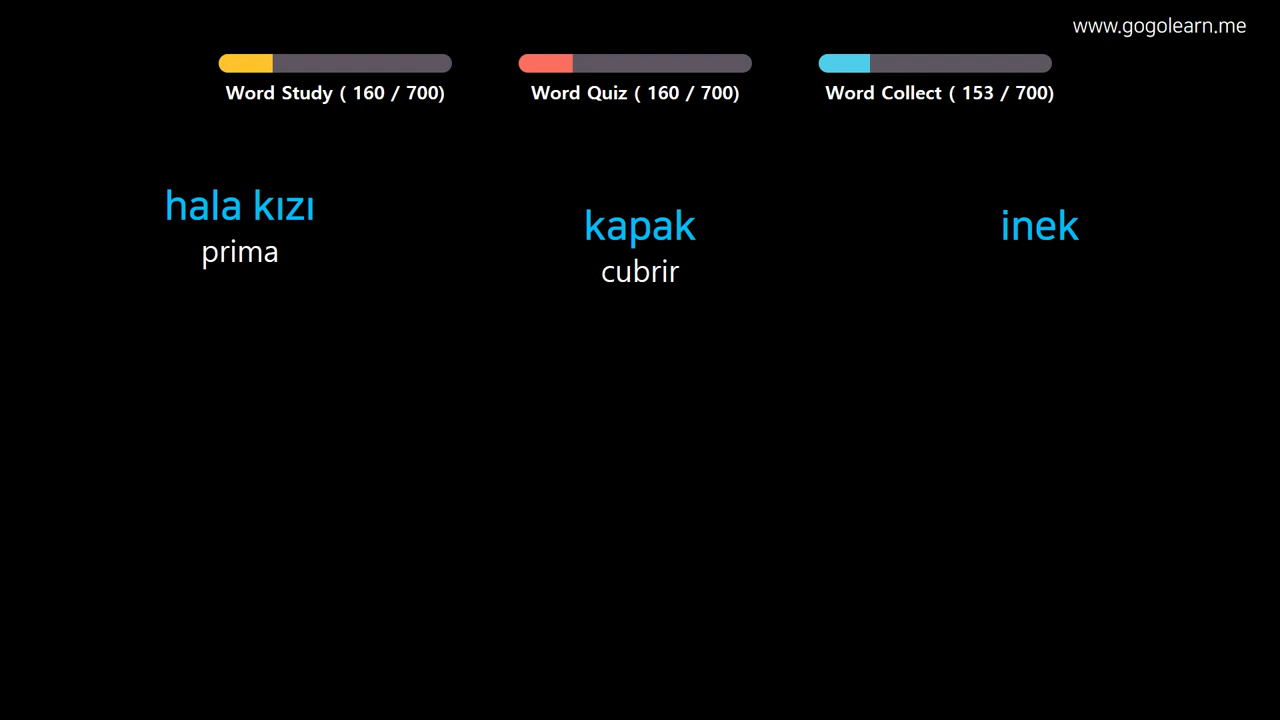 www.gogolearn.me
Word Study ( 160 / 700)
Word Quiz ( 160 / 700)
Word Collect ( 153 / 700)
hala kızı
prima
kapak
cubrir
inek